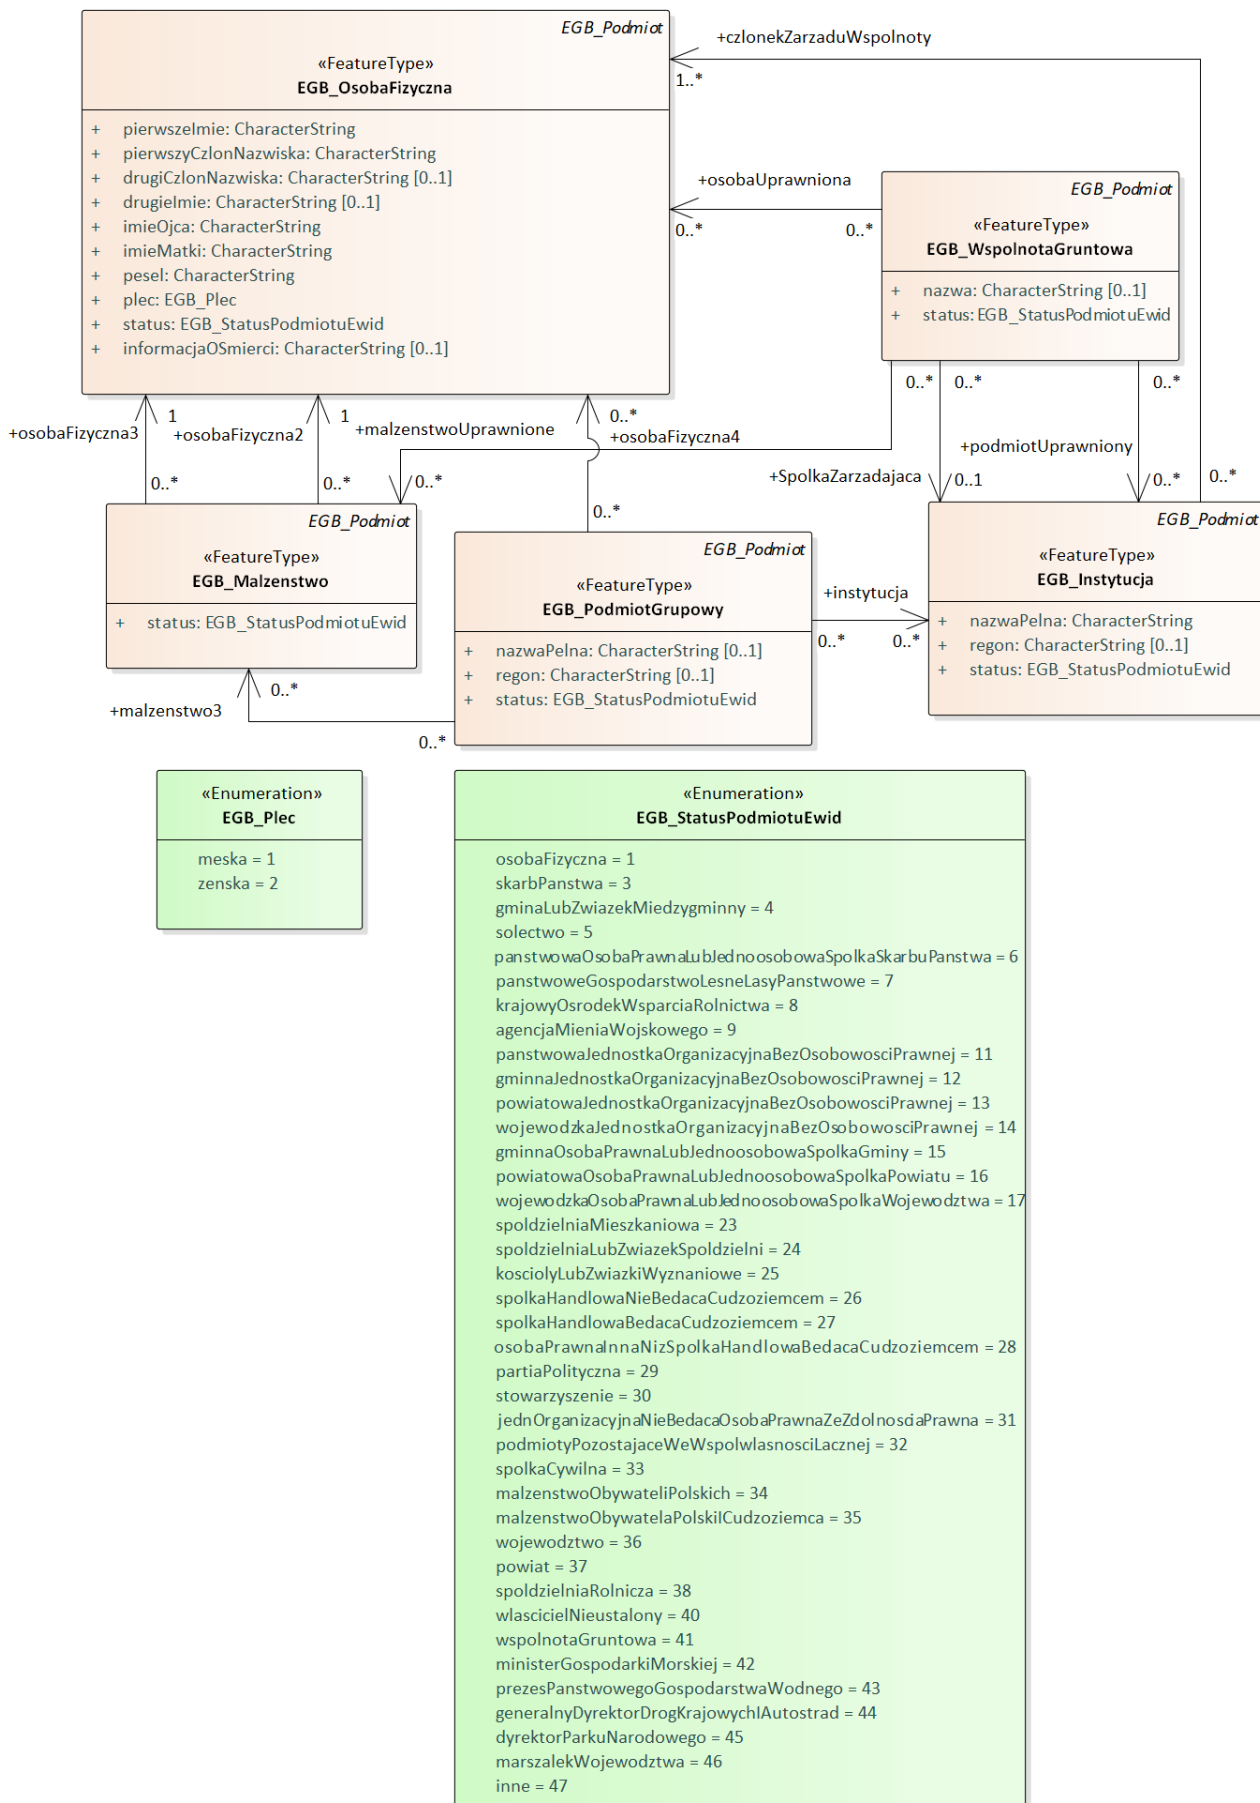 EGB_Podmiot
«FeatureType»
EGB_OsobaFizyczna
+ pierwszeImie: CharacterString
+ pierwszyCzlonNazwiska: CharacterString
+ drugiCzlonNazwiska: CharacterString [0..1]
+ drugieImie: CharacterString [0..1]
+ imieOjca: CharacterString
+ imieMatki: CharacterString
+ pesel: CharacterString
+ plec: EGB_Plec
+ status: EGB_StatusPodmiotuEwid
+ informacjaOSmierci: CharacterString [0..1]
+czlonekZarzaduWspolnoty
1..*
+osobaUprawniona
0..*
0..*
EGB_Podmiot
«FeatureType»
EGB_WspolnotaGruntowa
+ nazwa: CharacterString [0..1]
+ status: EGB_StatusPodmiotuEwid
0..*
0..*
0..*
1
+osobaFizyczna3
0..*
1
+osobaFizyczna2
0..*
+malzenstwoUprawnione
0..*
0..*
+osobaFizyczna4
0..*
+SpolkaZarzadajaca
0..1
+podmiotUprawniony
0..*
0..*
EGB_Podmiot
«FeatureType»
EGB_Malzenstwo
+ status: EGB_StatusPodmiotuEwid
EGB_Podmiot
«FeatureType»
EGB_PodmiotGrupowy
+ nazwaPelna: CharacterString [0..1]
+ regon: CharacterString [0..1]
+ status: EGB_StatusPodmiotuEwid
+instytucja
0..*
0..*
EGB_Podmiot
«FeatureType»
EGB_Instytucja
+ nazwaPelna: CharacterString
+ regon: CharacterString [0..1]
+ status: EGB_StatusPodmiotuEwid
0..*
+malzenstwo3
0..*
«Enumeration»
EGB_Plec
meska = 1
zenska = 2
«Enumeration»
EGB_StatusPodmiotuEwid
osobaFizyczna = 1
skarbPanstwa = 3
gminaLubZwiazekMiedzygminny = 4
solectwo = 5
panstwowaOsobaPrawnaLubJednoosobowaSpolkaSkarbuPanstwa = 6
panstwoweGospodarstwoLesneLasyPanstwowe = 7
krajowyOsrodekWsparciaRolnictwa = 8
agencjaMieniaWojskowego = 9
panstwowaJednostkaOrganizacyjnaBezOsobowosciPrawnej = 11
gminnaJednostkaOrganizacyjnaBezOsobowosciPrawnej = 12
powiatowaJednostkaOrganizacyjnaBezOsobowosciPrawnej = 13
wojewodzkaJednostkaOrganizacyjnaBezOsobowosciPrawnej = 14
gminnaOsobaPrawnaLubJednoosobowaSpolkaGminy = 15
powiatowaOsobaPrawnaLubJednoosobowaSpolkaPowiatu = 16
wojewodzkaOsobaPrawnaLubJednoosobowaSpolkaWojewodztwa = 17
spoldzielniaMieszkaniowa = 23
spoldzielniaLubZwiazekSpoldzielni = 24
kosciolyLubZwiazkiWyznaniowe = 25
spolkaHandlowaNieBedacaCudzoziemcem = 26
spolkaHandlowaBedacaCudzoziemcem = 27
osobaPrawnaInnaNizSpolkaHandlowaBedacaCudzoziemcem = 28
partiaPolityczna = 29
stowarzyszenie = 30
jednOrganizacyjnaNieBedacaOsobaPrawnaZeZdolnosciaPrawna = 31
podmiotyPozostajaceWeWspolwlasnosciLacznej = 32
spolkaCywilna = 33
malzenstwoObywateliPolskich = 34
malzenstwoObywatelaPolskiICudzoziemca = 35
wojewodztwo = 36
powiat = 37
spoldzielniaRolnicza = 38
wlascicielNieustalony = 40
wspolnotaGruntowa = 41
ministerGospodarkiMorskiej = 42
prezesPanstwowegoGospodarstwaWodnego = 43
generalnyDyrektorDrogKrajowychIAutostrad = 44
dyrektorParkuNarodowego = 45
marszalekWojewodztwa = 46
inne = 47